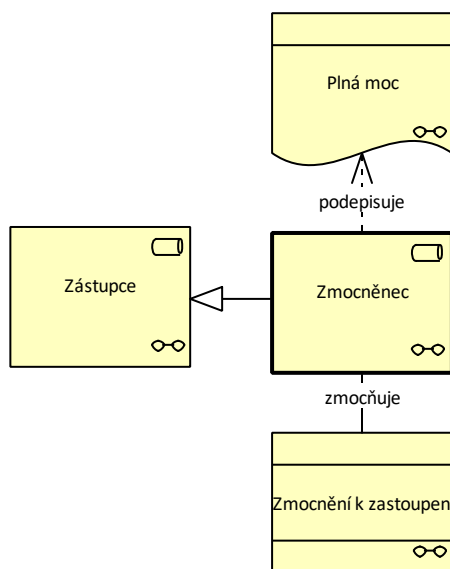 Plná moc
podepisuje
Zástupce
Zmocněnec
zmocňuje
Zmocnění k zastoupen